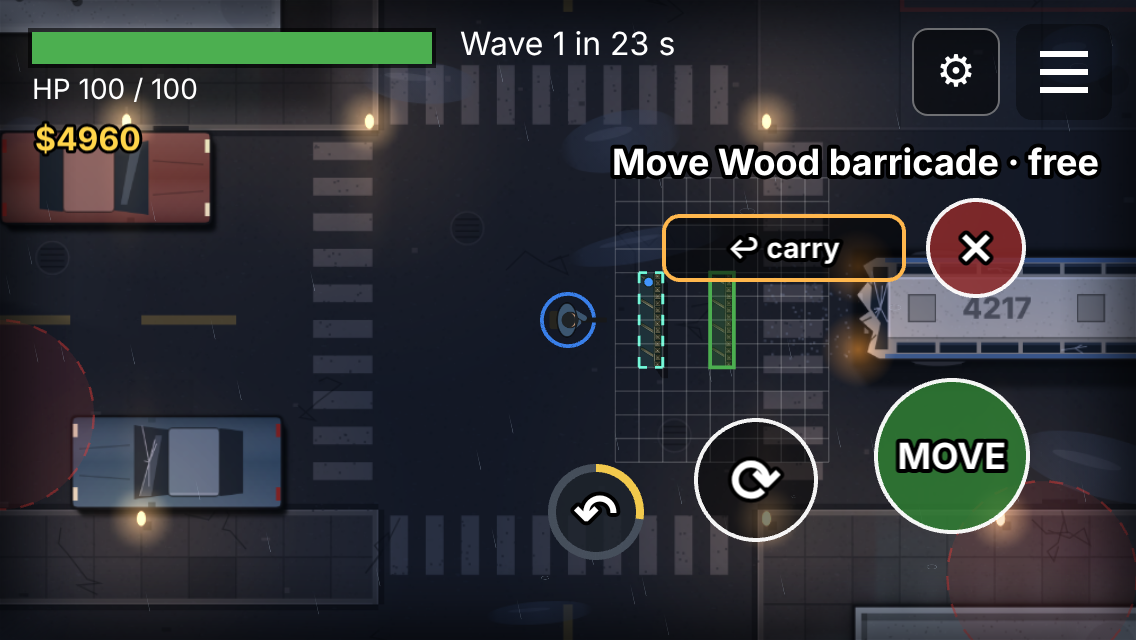 Wave 1 in 23 s
HP 100 / 100
$4960
Move Wood barricade · free
↩ carry
4217
MOVE